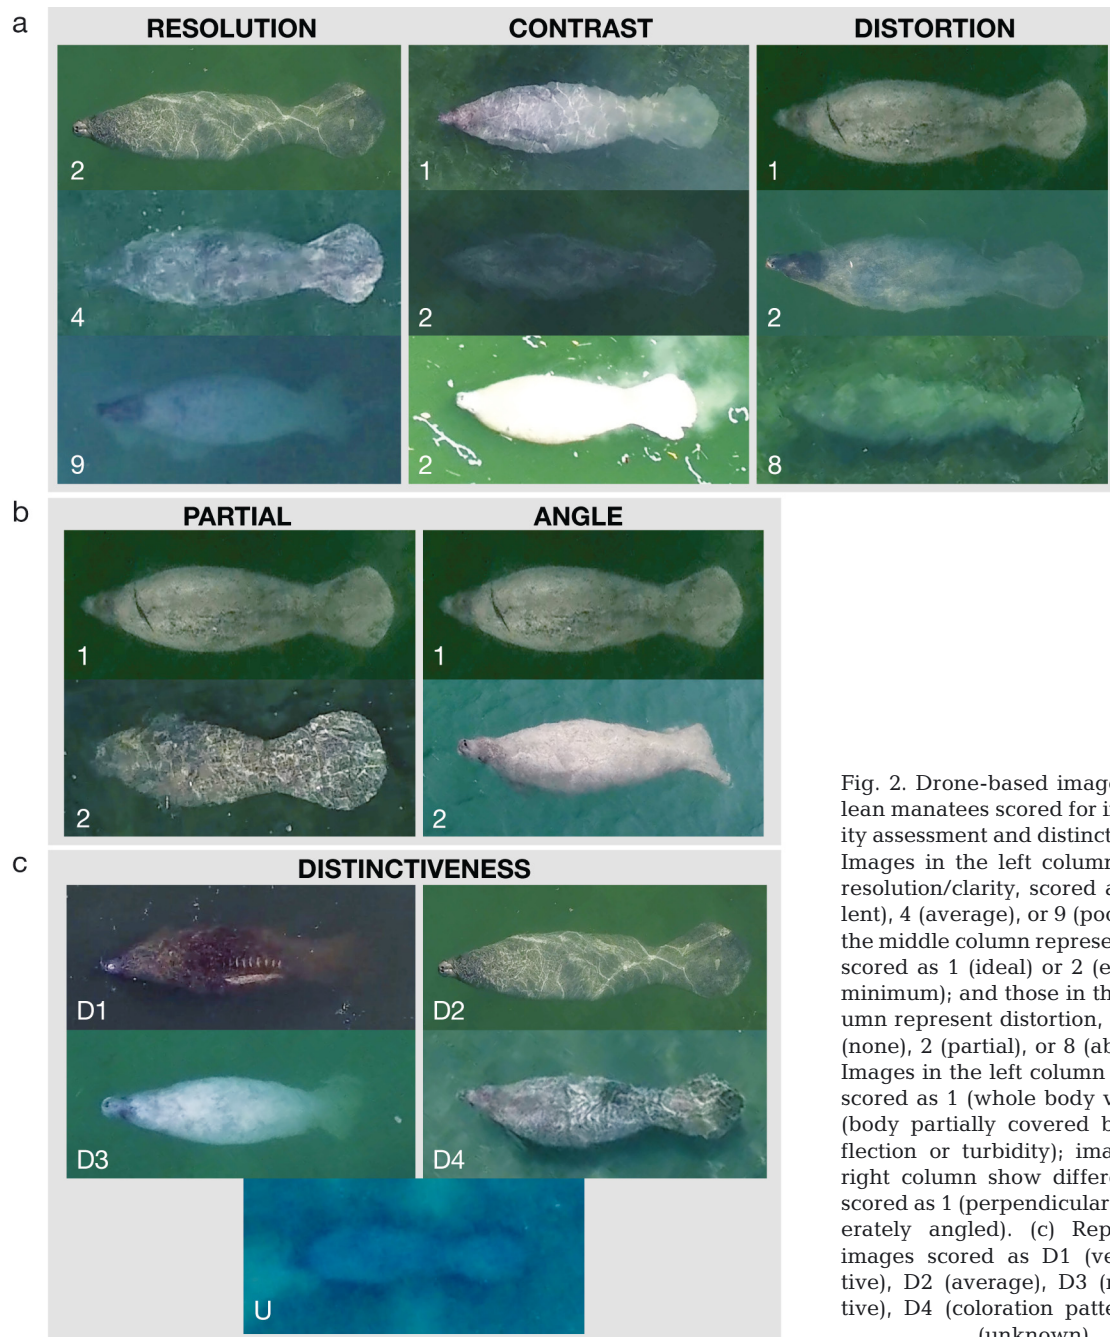 a
RESOLUTION
CONTRAST
DISTORTION
2
1
1
4
2
2
9
2
8
b
PARTIAL
ANGLE
1
1
2
2
c
DISTINCTIVENESS
D1
D2
D3
D4
U
Fig. 2. Drone-based image
lean manatees scored for i
ity assessment and distinct
Images in the left column
resolution/clarity, scored a
lent), 4 (average), or 9 (poo
the middle column represe
scored as 1 (ideal) or 2 (e
minimum); and those in th
umn represent distortion,
(none), 2 (partial), or 8 (ab
Images in the left column
scored as 1 (whole body v
(body partially covered b
flection or turbidity); ima
right column show differe
scored as 1 (perpendicular
erately angled). (c) Rep
images scored as D1 (ve
tive), D2 (average), D3 (
tive), D4 (coloration patte
(unknown)